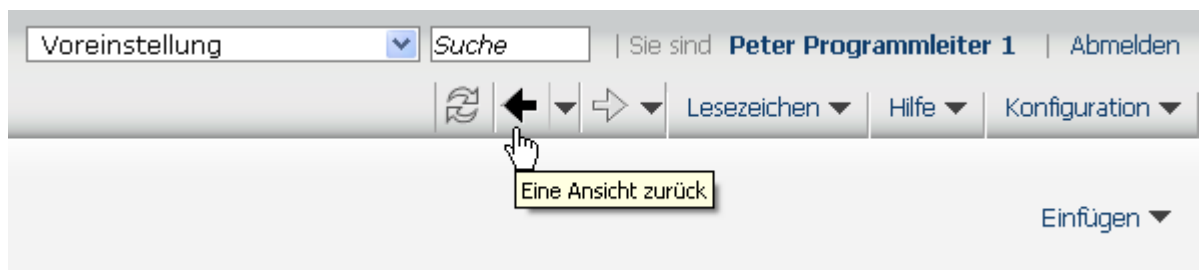 Voreinstellung Suche | Sie sind Peter Programmleiter 1 | Abmelden
Lesezeichen Hilfe Konfiguration
Eine Ansicht zurück
Einfügen